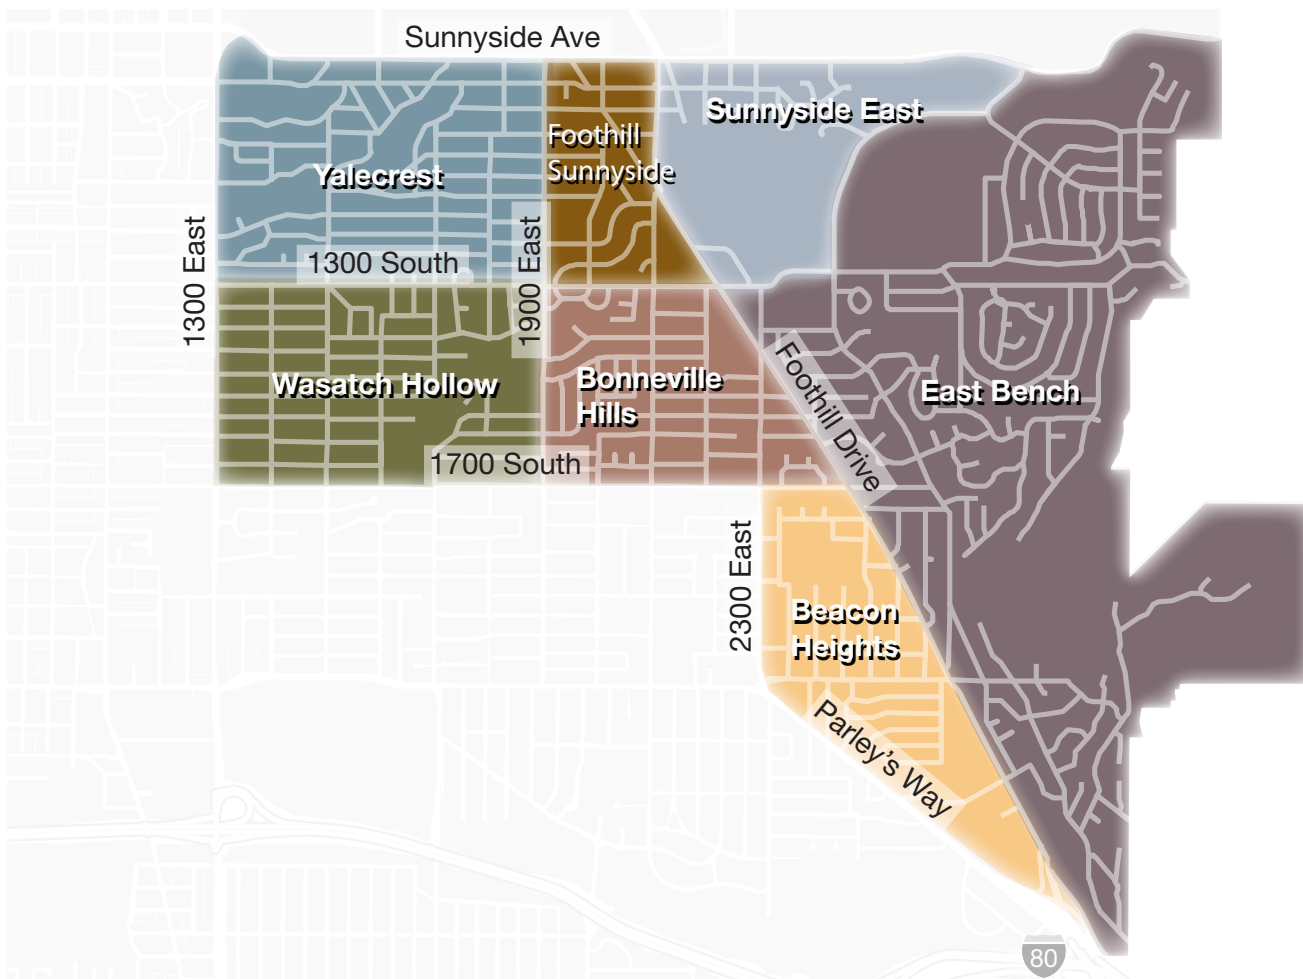 Sunnyside Ave
Sunnyside East
Foothill
Sunnyside
Yalecrest
1300 East
1900 East
1300 South
Foothill Drive
Wasatch Hollow
Bonneville
Hills
East Bench
1700 South
2300 East
Beacon
Heights
Parley's Way
80